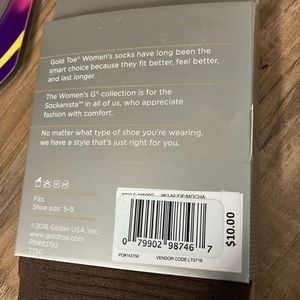 Gold Toe® Women's socks have long been the
smart choice because they fit better, feel better,
and last longer.
The Women's G® collection is for the
Sockanista™ in all of us, who appreciate
fashion with comfort.
No matter what type of shoe you're wearing,
we have a style that's just right for you.
Fits
Shoe size: 5-9
©2016 Gildan USA, Inc.
www.goldtoe.com
RN#83192
NUDE/MOCHA
0 79902 98746 7
PO#143750
VENDOR CODE:LT0716
$10.00